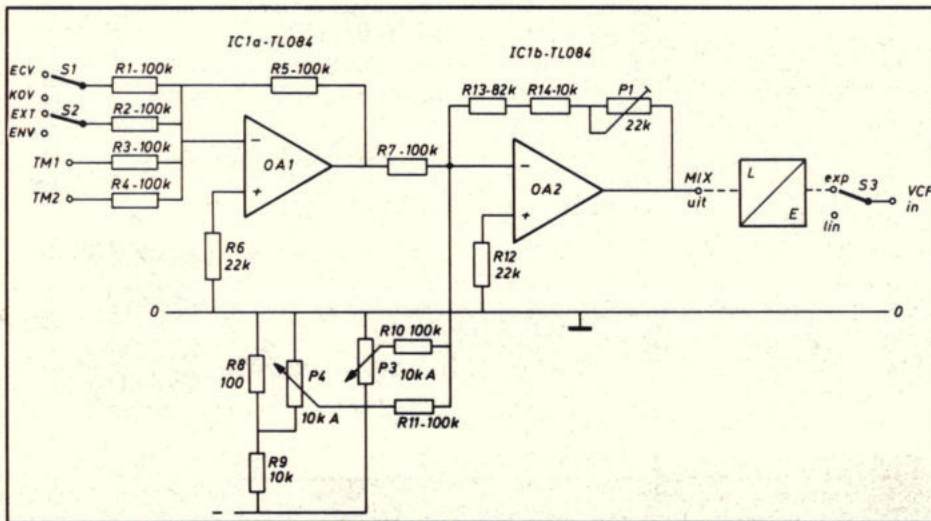 IC1a-TL084
IC1b-TL084
ECV
S1
R1-100k
R5-100k
KOV
EXT
S2
R2-100k
ENV
TM1
R3-100k
TM2
R4-100k
-
+
OA1
R6
22k
R7-100k
R13-82k
R14-10k
P1
22k
-
+
OA2
R12
22k
MIX
uit
L
E
exp
S3
lin
VCF
in
0
0
R8
100
P4
10kA
P3
10kA
R10 100k
R11-100k
R9
10k